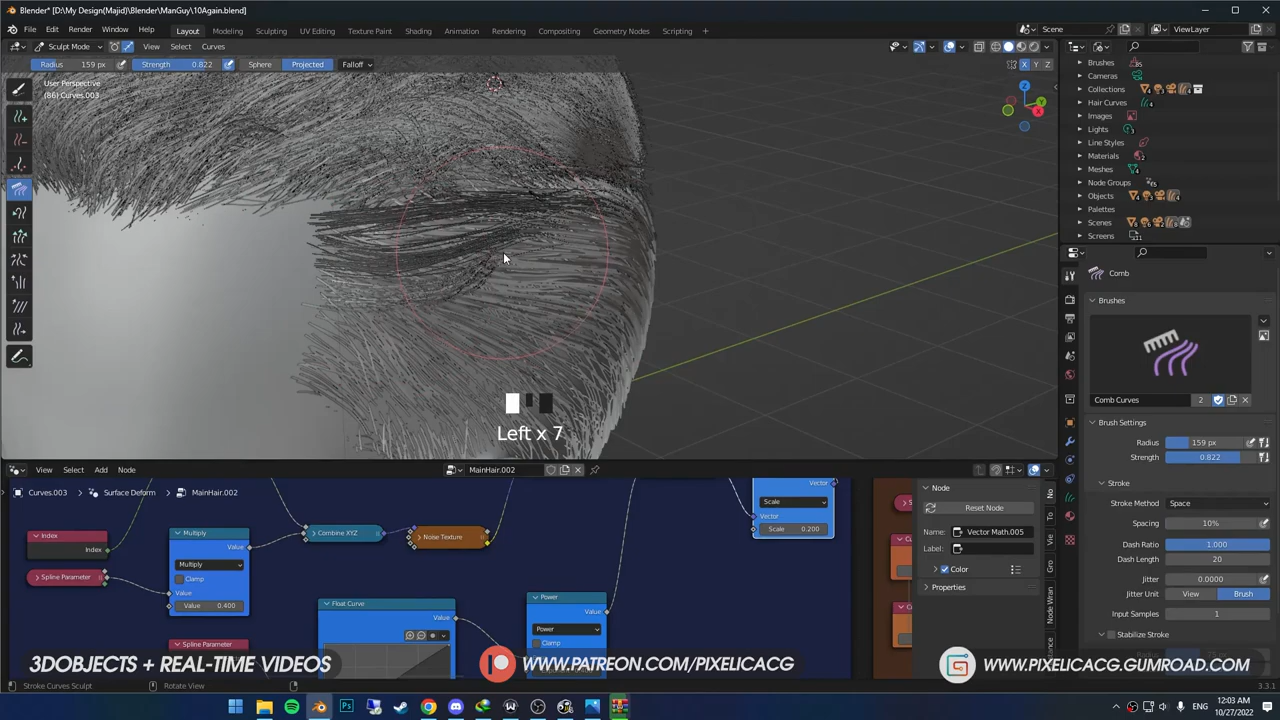 Blender* [D:\My Design(Majid)\Blender\ManGuy\10Again.blend]
File Edit Render Window Help Layout Modeling Sculpting UV Editing Texture Paint Shading Animation Rendering Compositing Geometry Nodes Scripting + Scene ViewLayer
Sculpt Mode View Select Curves
Radius 159 px Strength 0.822 Sphere Projected Falloff X Y Z
User Perspective
(86) Curves.003
Brushes
Cameras
Collections
Hair Curves
Images
Lights
Line Styles
Materials
Meshes
Node Groups
Objects
Palettes
Scenes
Screens
Comb
Brushes
Comb Curves 2
Brush Settings
Radius 159 px
Strength 0.822
Stroke
Stroke Method Space
Spacing 10%
Dash Ratio 1.000
Dash Length 20
Jitter 0.0000
Jitter Unit View Brush
Input Samples 1
Stabilize Stroke
Left x 7
View Select Add Node MainHair.002
Curves.003 Surface Deform MainHair.002
Index
Index
Spline Parameter
Multiply
Value
Multiply
Clamp
Value
Value 0.400
Spline Parameter
Combine XYZ
Noise Texture
Float Curve
Value
Power
Value
Power
Clamp
Vector
Scale
Vector
Scale 0.200
Node
Reset Node
Name: Vector Math.005
Label:
Color
Properties
3DOBJECTS + REAL-TIME VIDEOS
WWW.PATREON.COM/PIXELICACG
WWW.PIXELICACG.GUMROAD.COM
Stroke Curves Sculpt Rotate View 3.3.1
ENG 12:03 AM
10/27/2022